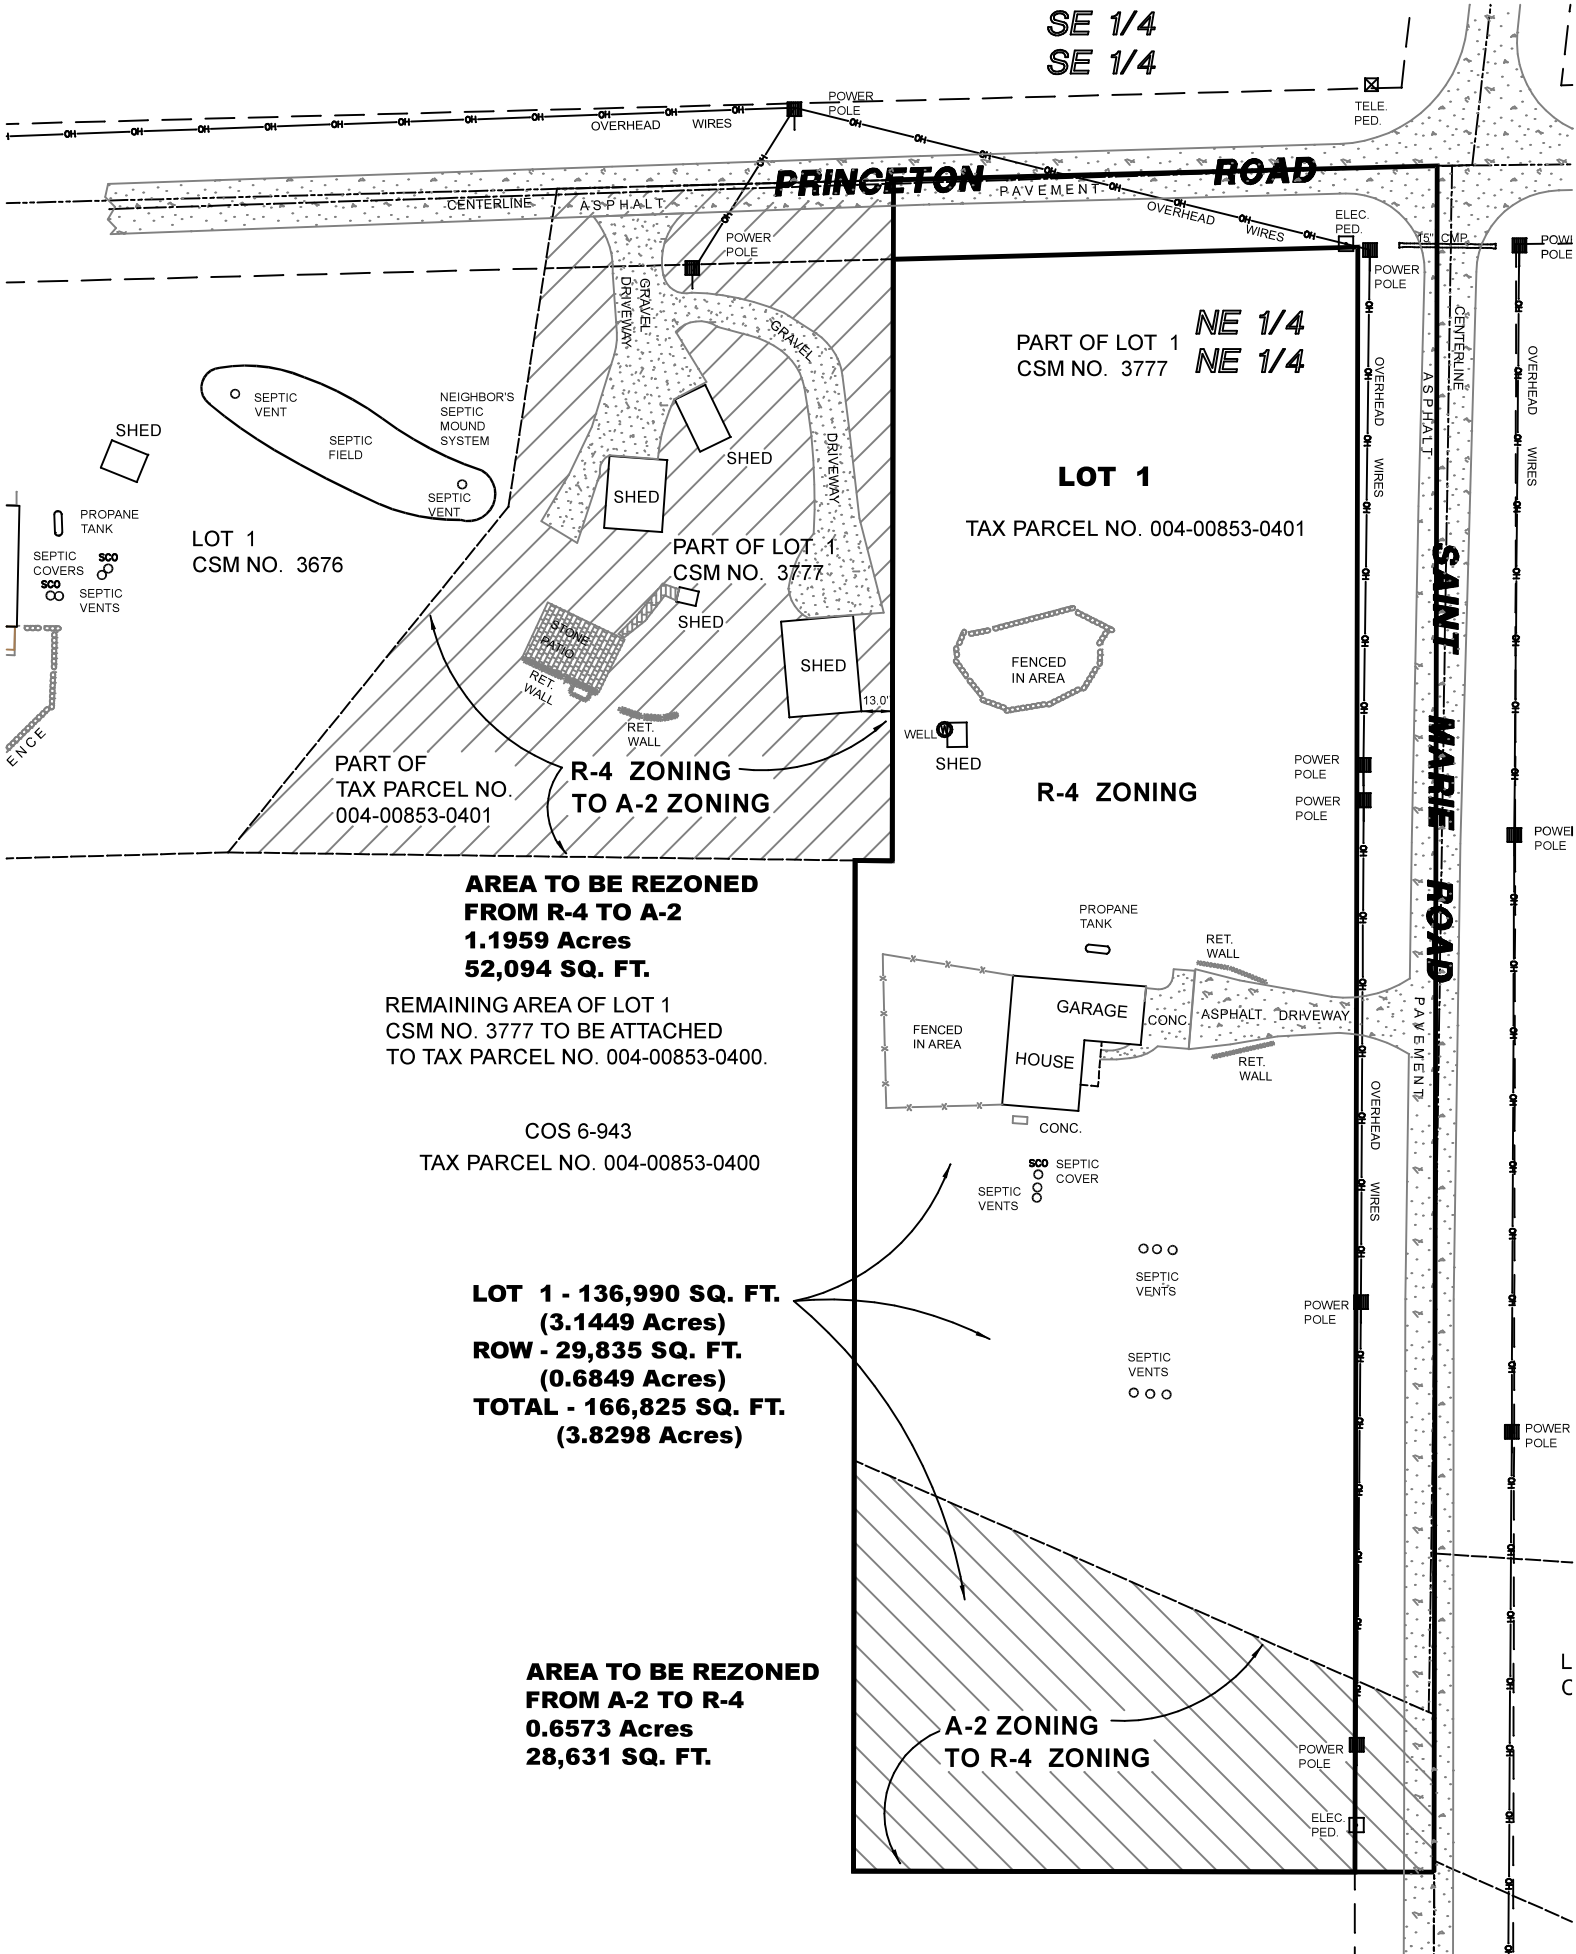 SE 1/4
SE 1/4
POWER
POLE
TELE.
PED.
OVERHEAD WIRES
PRINCETON ROAD
CENTERLINE ASPHALT
PAVEMENT
OVERHEAD
WIRES
ELEC.
PED.
15" CMP
POWER
POLE
POWER
POLE
POLE
GRAVEL
DRIVEWAY
GRAVEL
DRIVEWAY
NE 1/4
NE 1/4
PART OF LOT 1
CSM NO. 3777
CENTERLINE
ASPHALT
OVERHEAD WIRES
OVERHEAD WIRES
SEPTIC
VENT
NEIGHBOR'S
SEPTIC
MOUND
SYSTEM
SEPTIC
FIELD
SEPTIC
VENT
SHED
SHED
SHED
LOT 1
TAX PARCEL NO. 004-00853-0401
PROPANE
TANK
SEPTIC
COVERS
SCO
SCO
SEPTIC
VENTS
LOT 1
CSM NO. 3676
PART OF LOT 1
CSM NO. 3777
SHED
STONE
PATIO
RET.
WALL
RET.
WALL
SHED
13.0'
FENCED
IN AREA
WELL
W
SHED
SAINT MARIE ROAD
ENCE
PART OF
TAX PARCEL NO.
004-00853-0401
R-4 ZONING
TO A-2 ZONING
R-4 ZONING
POWER
POLE
POWER
POLE
POLE
AREA TO BE REZONED
FROM R-4 TO A-2
1.1959 Acres
52,094 SQ. FT.
REMAINING AREA OF LOT 1
CSM NO. 3777 TO BE ATTACHED
TO TAX PARCEL NO. 004-00853-0400.
PROPANE
TANK
RET.
WALL
GARAGE
CONC.
ASPHALT DRIVEWAY
FENCED
IN AREA
HOUSE
RET.
WALL
PAVEMENT
CONC.
OVERHEAD WIRES
COS 6-943
TAX PARCEL NO. 004-00853-0400
SCO
SEPTIC
COVER
SEPTIC
VENTS
SEPTIC
VENTS
LOT 1 - 136,990 SQ. FT.
(3.1449 Acres)
ROW - 29,835 SQ. FT.
(0.6849 Acres)
TOTAL - 166,825 SQ. FT.
(3.8298 Acres)
POWER
POLE
SEPTIC
VENTS
POWER
POLE
AREA TO BE REZONED
FROM A-2 TO R-4
0.6573 Acres
28,631 SQ. FT.
A-2 ZONING
TO R-4 ZONING
POWER
POLE
ELEC.
PED.